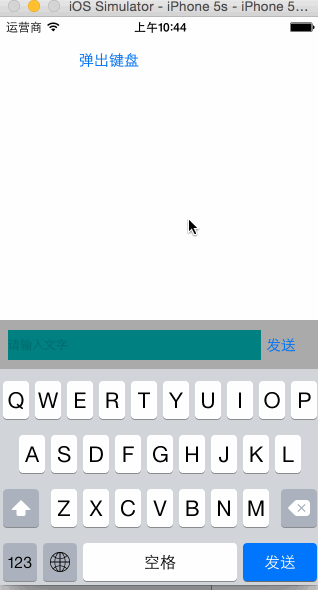 iOS Simulator - iPhone 5s - iPhone 5...
运营商 上午10:44
弹出键盘
请输入文字 发送
Q W E R T Y U I O P
A S D F G H J K L
Z X C V B N M
123 空格 发送